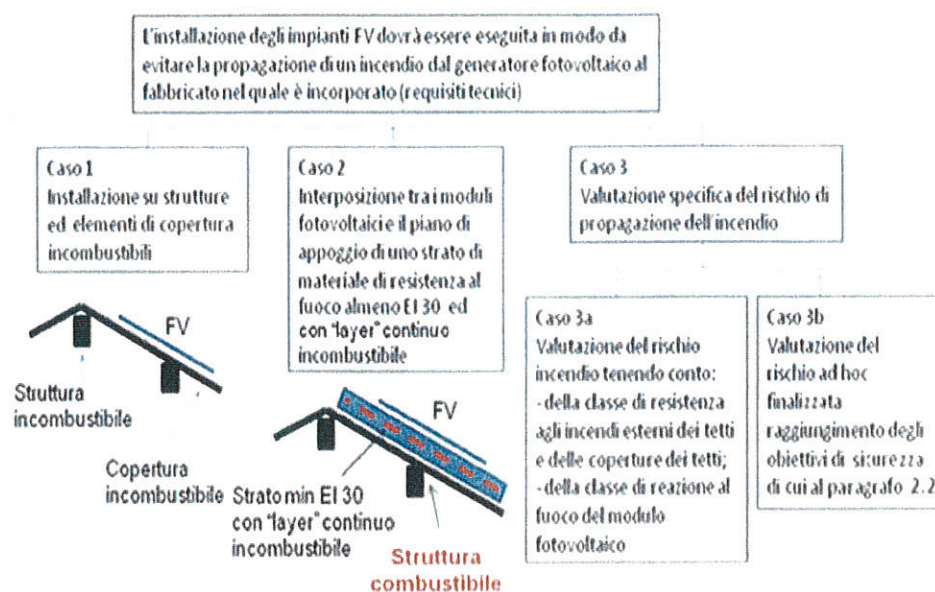 L'installazione degli impianti FV dovrà essere eseguita in modo da
evitare la propagazione di un incendio dal generatore fotovoltaico al
fabbricato nel quale è incorporato (requisiti tecnici)
Caso 1
Installazione su strutture
ed elementi di copertura
incombustibili
FV
Struttura
incombustibile
Copertura
incombustibile
Caso 2
Interposizione tra i moduli
fotovoltaici e il piano di
appoggio di uno strato di
materiale di resistenza al
fuoco almeno EI 30 ed
con "layer" continuo
incombustibile
FV
Strato min EI 30
con "layer" continuo
incombustibile
Struttura
combustibile
Caso 3
Valutazione specifica del rischio di
propagazione dell'incendio
Caso 3a
Valutazione del rischio
incendio tenendo conto:
- della classe di resistenza
agli incendi esterni dei tetti
e delle coperture dei tetti;
- della classe di reazione al
fuoco del modulo
fotovoltaico
Caso 3b
Valutazione del
rischio ad hoc
finalizzata
raggiungimento degli
obiettivi di sicurezza
di cui al paragrafo 2.2